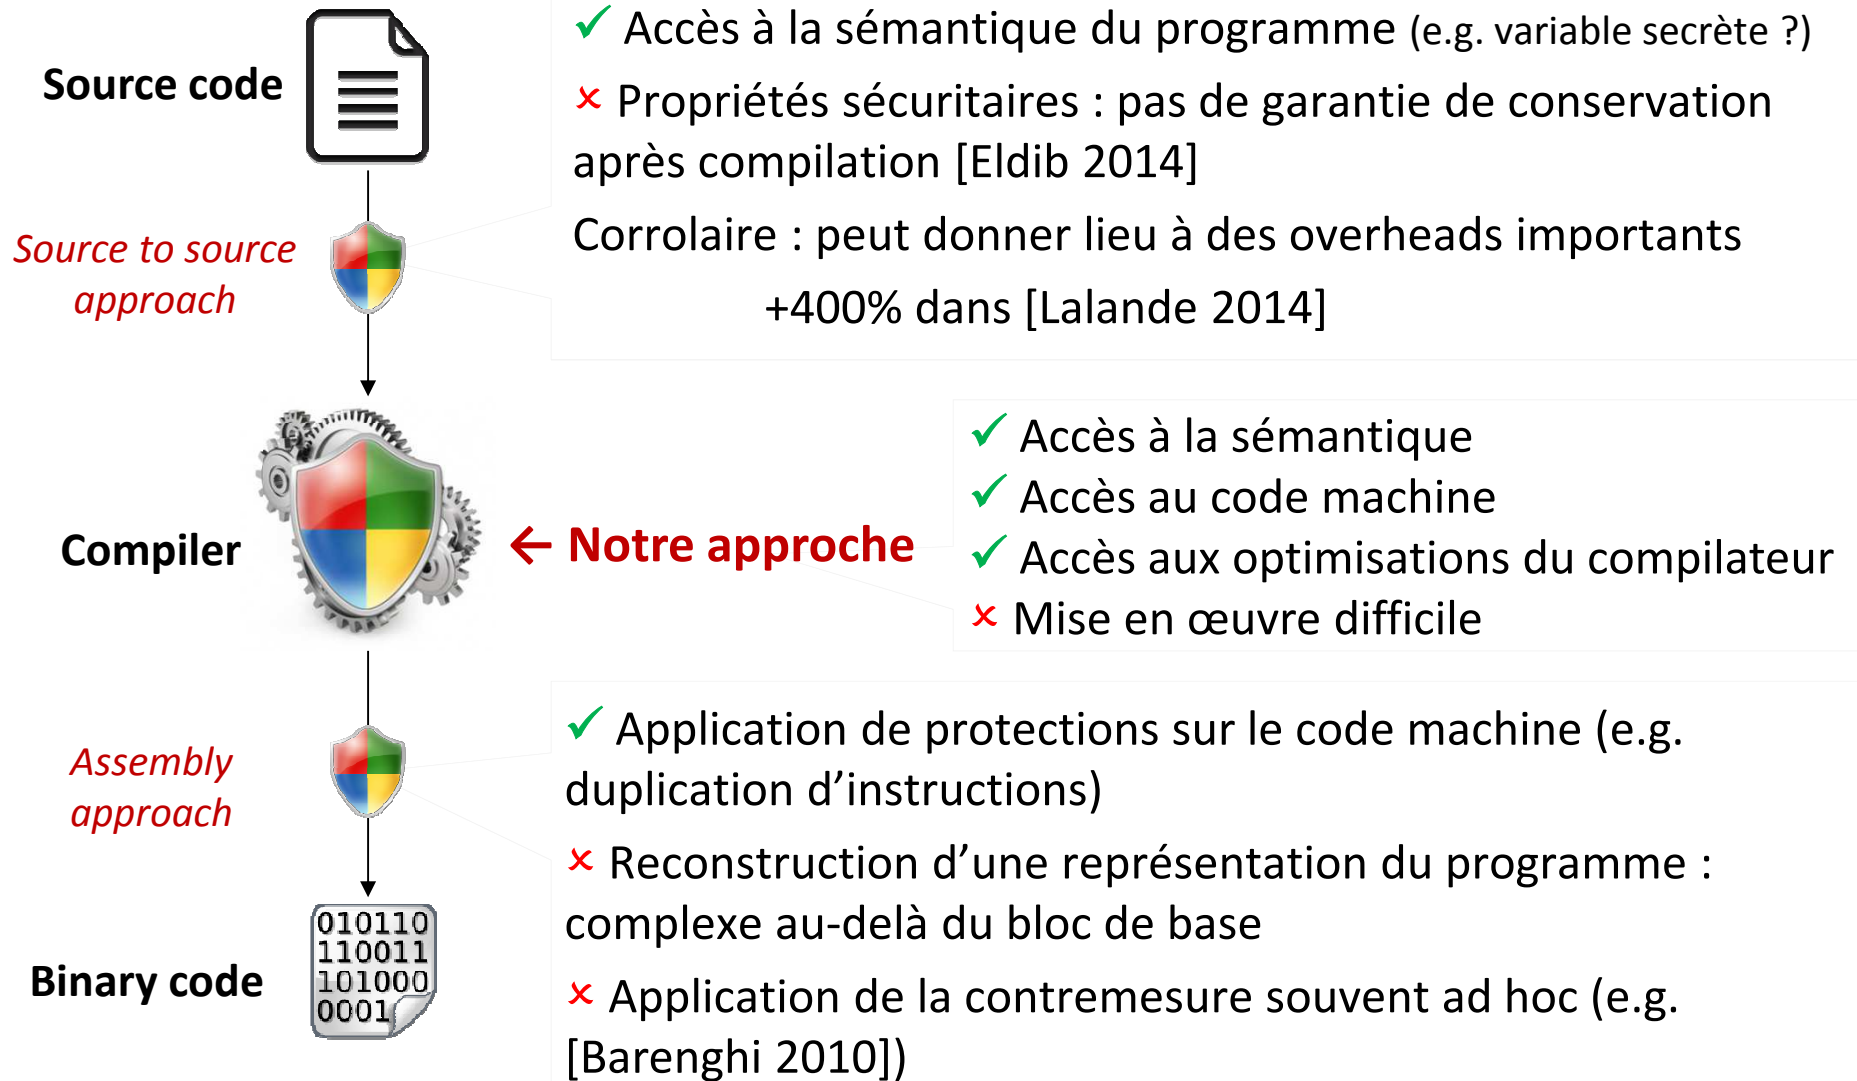 Source code
✓ Accès à la sémantique du programme (e.g. variable secrète ?)
× Propriétés sécuritaires : pas de garantie de conservation
après compilation [Eldib 2014]
Source to source
approach
Corrolaire : peut donner lieu à des overheads importants
+400% dans [Lalande 2014]
Compiler
← Notre approche
✓ Accès à la sémantique
✓ Accès au code machine
✓ Accès aux optimisations du compilateur
× Mise en œuvre difficile
Assembly
approach
✓ Application de protections sur le code machine (e.g.
duplication d’instructions)
× Reconstruction d’une représentation du programme :
complexe au-delà du bloc de base
× Application de la contremesure souvent ad hoc (e.g.
[Barenghi 2010])
Binary code
010110
110011
101000
0001